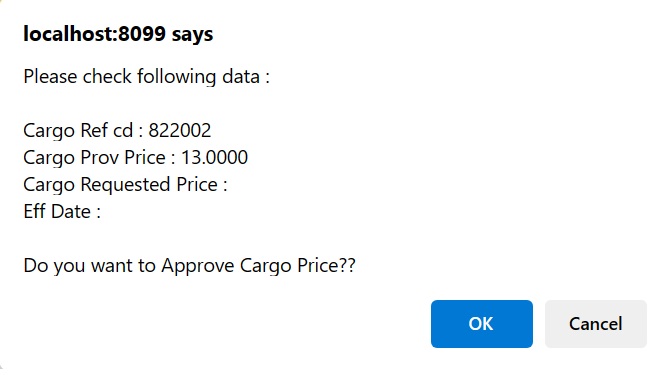 localhost:8099 says
Please check following data :
Cargo Ref cd : 822002
Cargo Prov Price : 13.0000
Cargo Requested Price :
Eff Date :
Do you want to Approve Cargo Price??
OK
Cancel